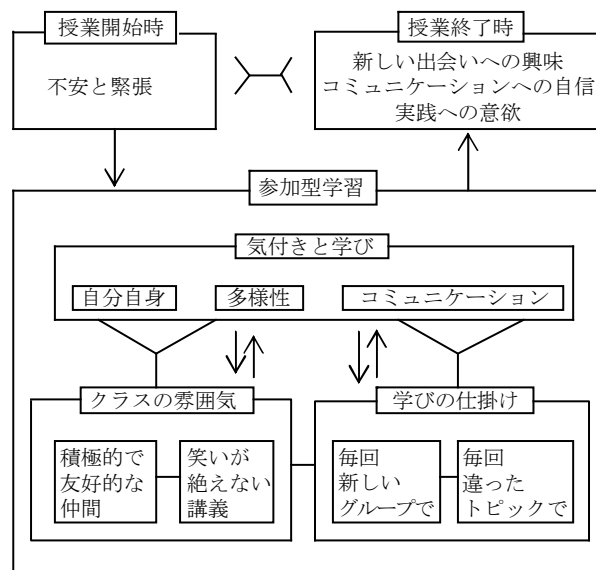 授業開始時
不安と緊張
授業終了時
新しい出会いへの興味
コミュニケーションへの自信
実践への意欲
参加型学習
気付きと学び
自分自身
多様性
コミュニケーション
クラスの雰囲気
積極的で
友好的な
仲間
笑いが
絶えない
講義
学びの仕掛け
毎回
新しい
グループで
毎回
違った
トピックで